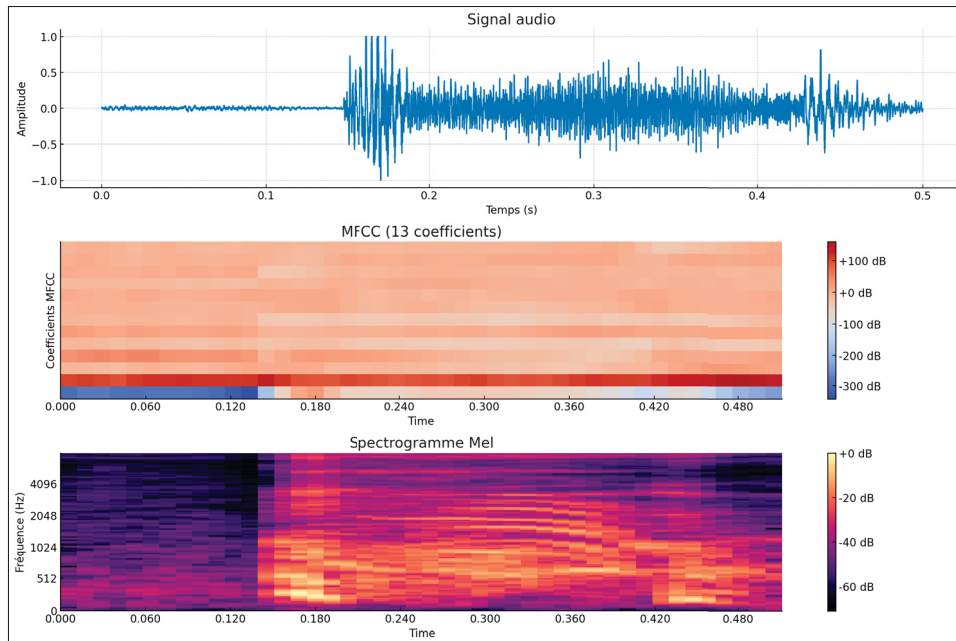 Signal audio
1.0
0.5
0.0
−0.5
−1.0
Amplitude
0.0 0.1 0.2 0.3 0.4 0.5
Temps (s)
MFCC (13 coefficients)
Coefficients MFCC
0.000 0.060 0.120 0.180 0.240 0.300 0.360 0.420 0.480
Time
+100 dB
+0 dB
-100 dB
-200 dB
-300 dB
Spectrogramme Mel
4096
2048
1024
512
0
Fréquence (Hz)
0.000 0.060 0.120 0.180 0.240 0.300 0.360 0.420 0.480
Time
+0 dB
-20 dB
-40 dB
-60 dB